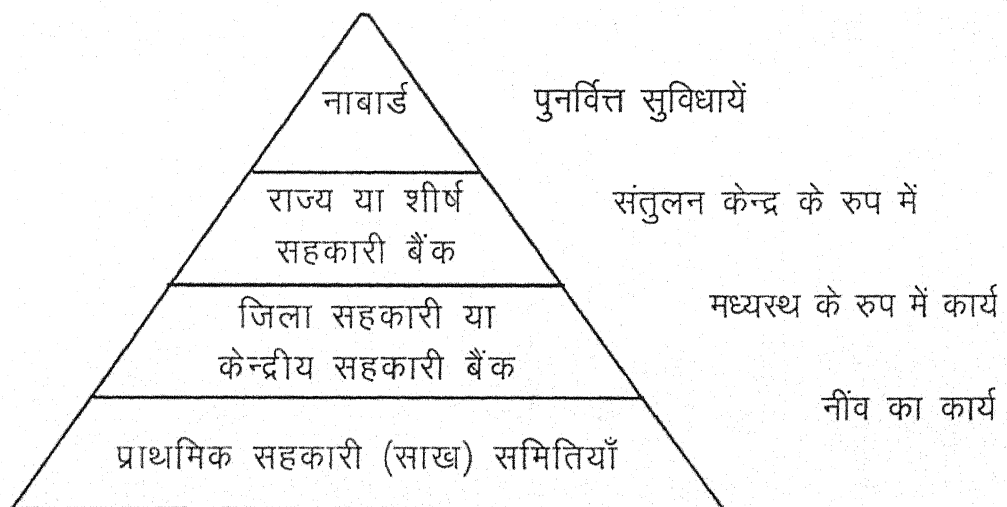 नाबार्ड
पुनर्वित्त सुविधायें
राज्य या शीर्ष
सहकारी बैंक
संतुलन केन्द्र के रुप में
जिला सहकारी या
केन्द्रीय सहकारी बैंक
मध्यस्थ के रुप में कार्य
नींव का कार्य
प्राथमिक सहकारी (साख) समितियाँ